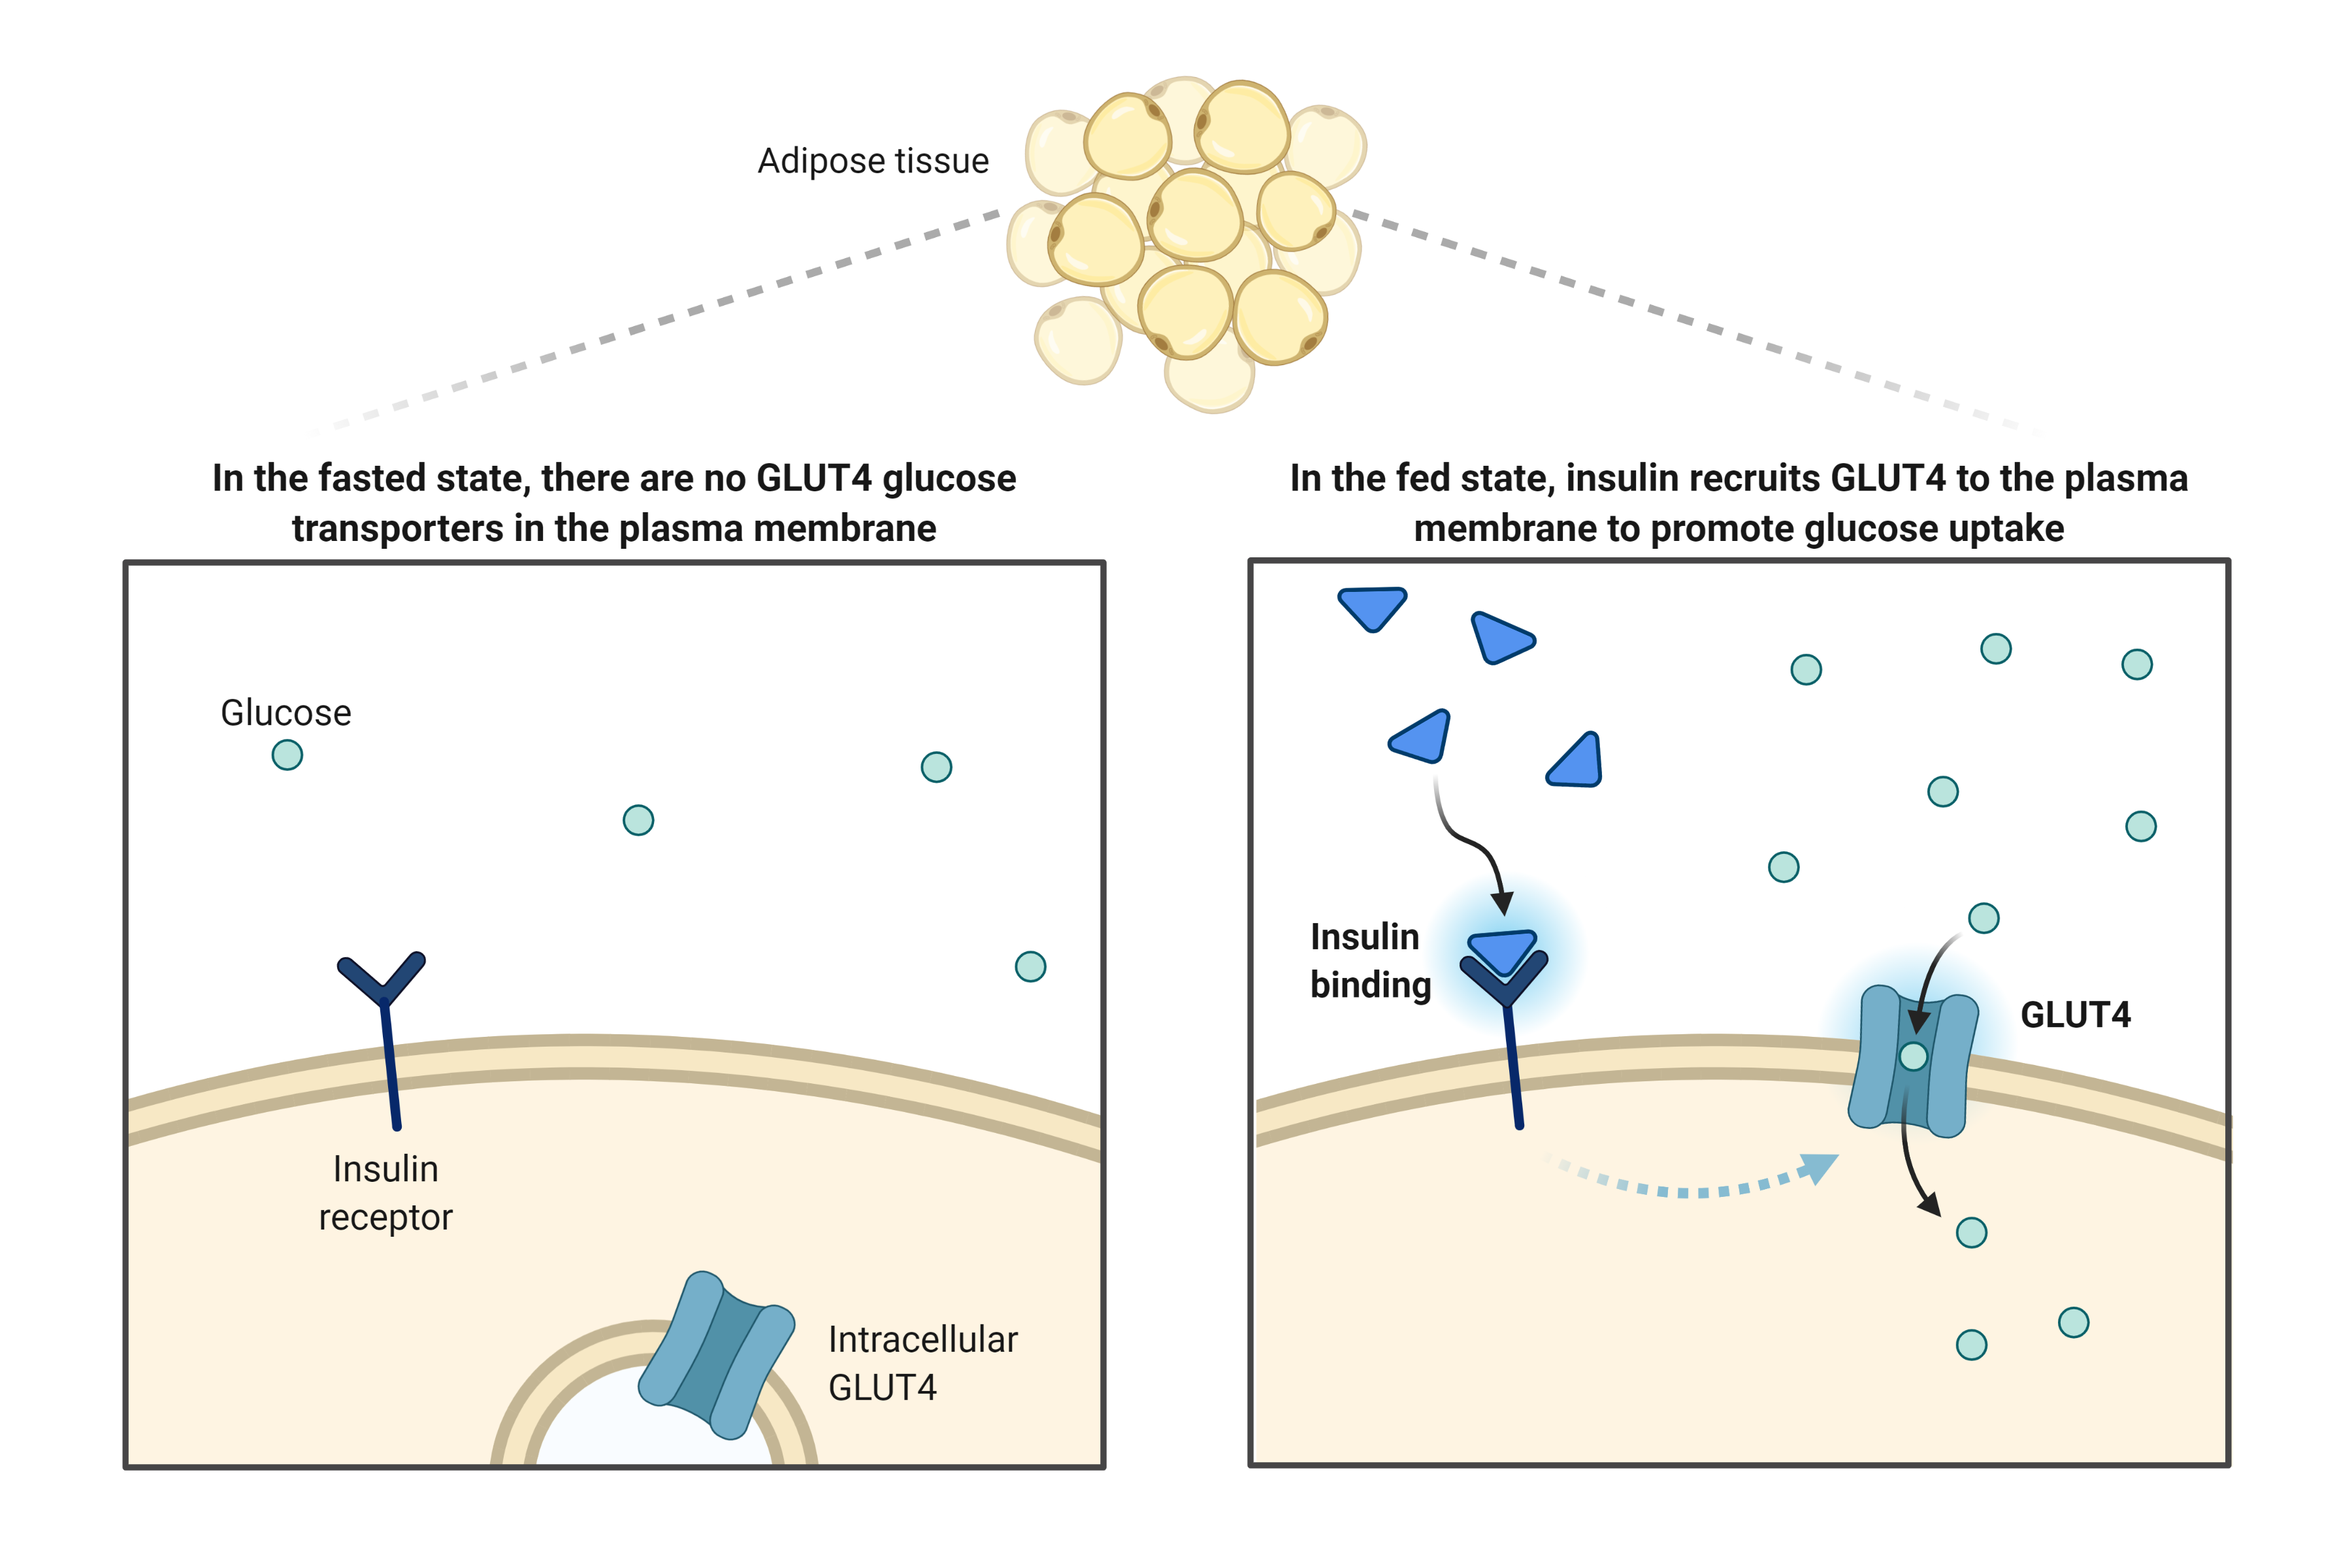 Adipose tissue
In the fasted state, there are no GLUT4 glucose
transporters in the plasma membrane
Glucose
Insulin
receptor
Intracellular
GLUT4
In the fed state, insulin recruits GLUT4 to the plasma
membrane to promote glucose uptake
Insulin
binding
GLUT4